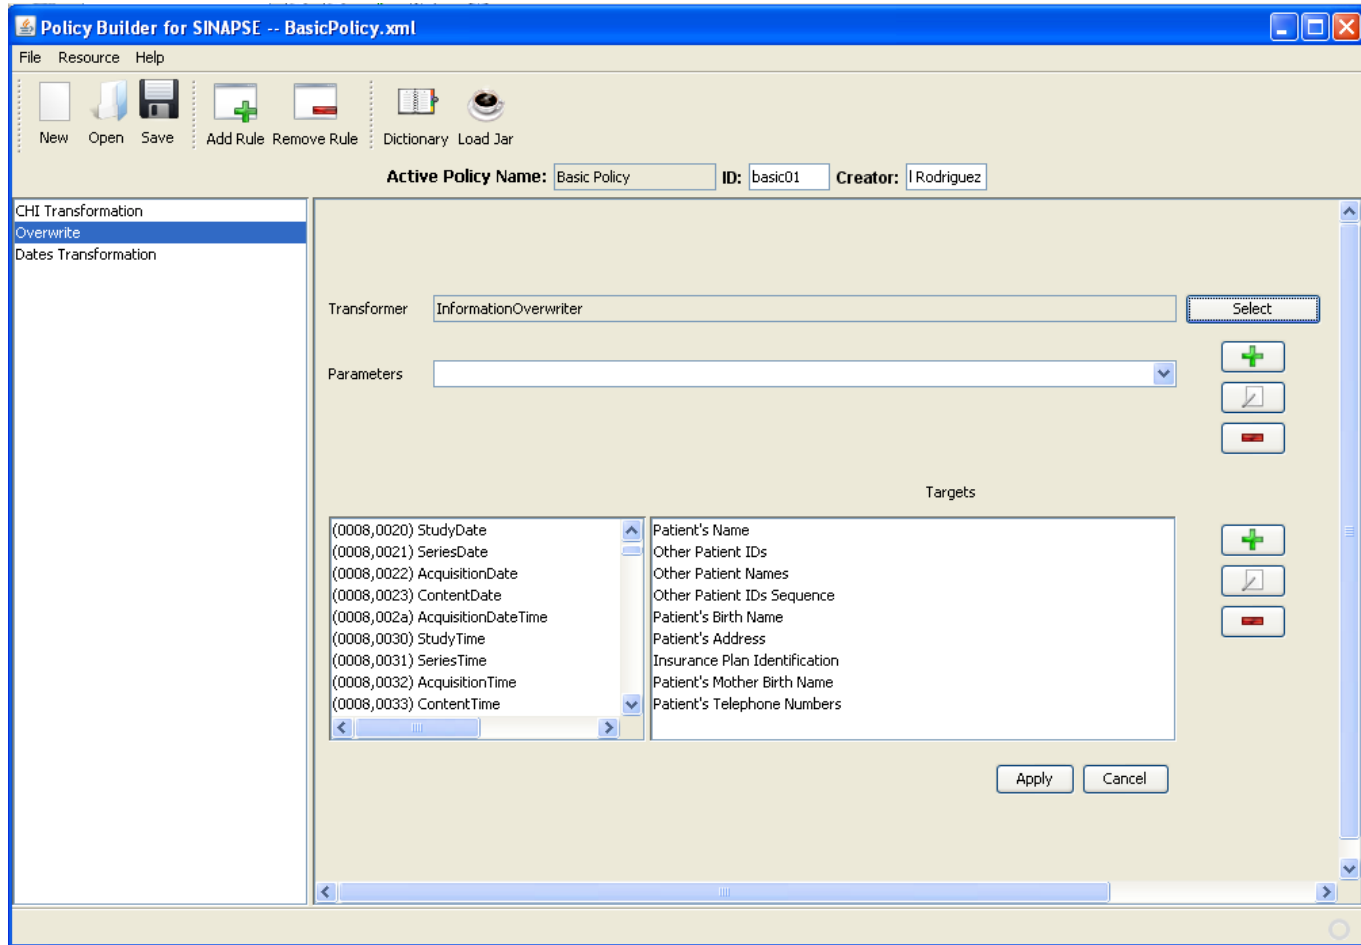 Policy Builder for SINAPSE -- BasicPolicy.xml
File Resource Help
New Open Save Add Rule Remove Rule Dictionary Load Jar
Active Policy Name: Basic Policy ID: basic01 Creator: l Rodriguez
CHI Transformation
Overwrite
Dates Transformation
Transformer InformationOverwriter Select
Parameters
Targets
(0008,0020) StudyDate
(0008,0021) SeriesDate
(0008,0022) AcquisitionDate
(0008,0023) ContentDate
(0008,002a) AcquisitionDateTime
(0008,0030) StudyTime
(0008,0031) SeriesTime
(0008,0032) AcquisitionTime
(0008,0033) ContentTime
Patient's Name
Other Patient IDs
Other Patient Names
Other Patient IDs Sequence
Patient's Birth Name
Patient's Address
Insurance Plan Identification
Patient's Mother Birth Name
Patient's Telephone Numbers
Apply Cancel